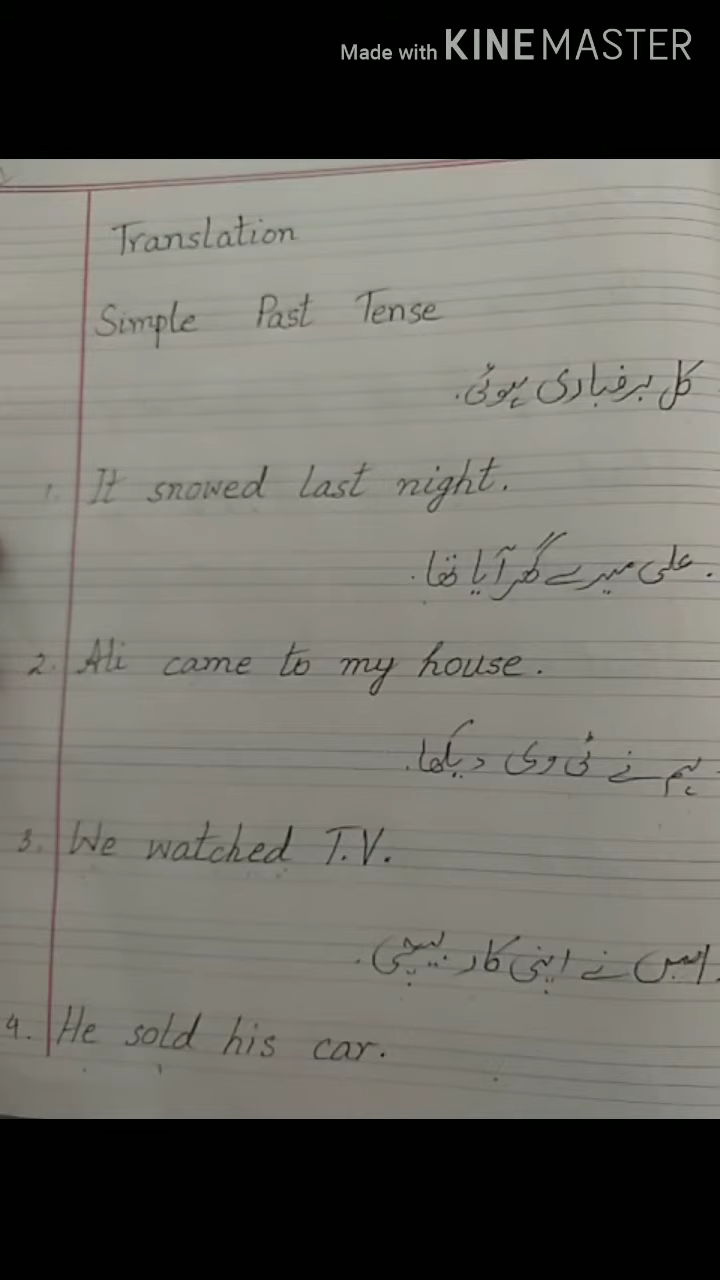 Made with KINEMASTER
Translation
Simple Past Tense
کل برفباری ہوئی.
1. It snowed last night.
علی میرے گھر آیا تھا.
2. Ali came to my house.
ہم نے ٹی وی دیکھا.
3. We watched T.V.
اس نے اپنی کار بیچی.
4. He sold his car.